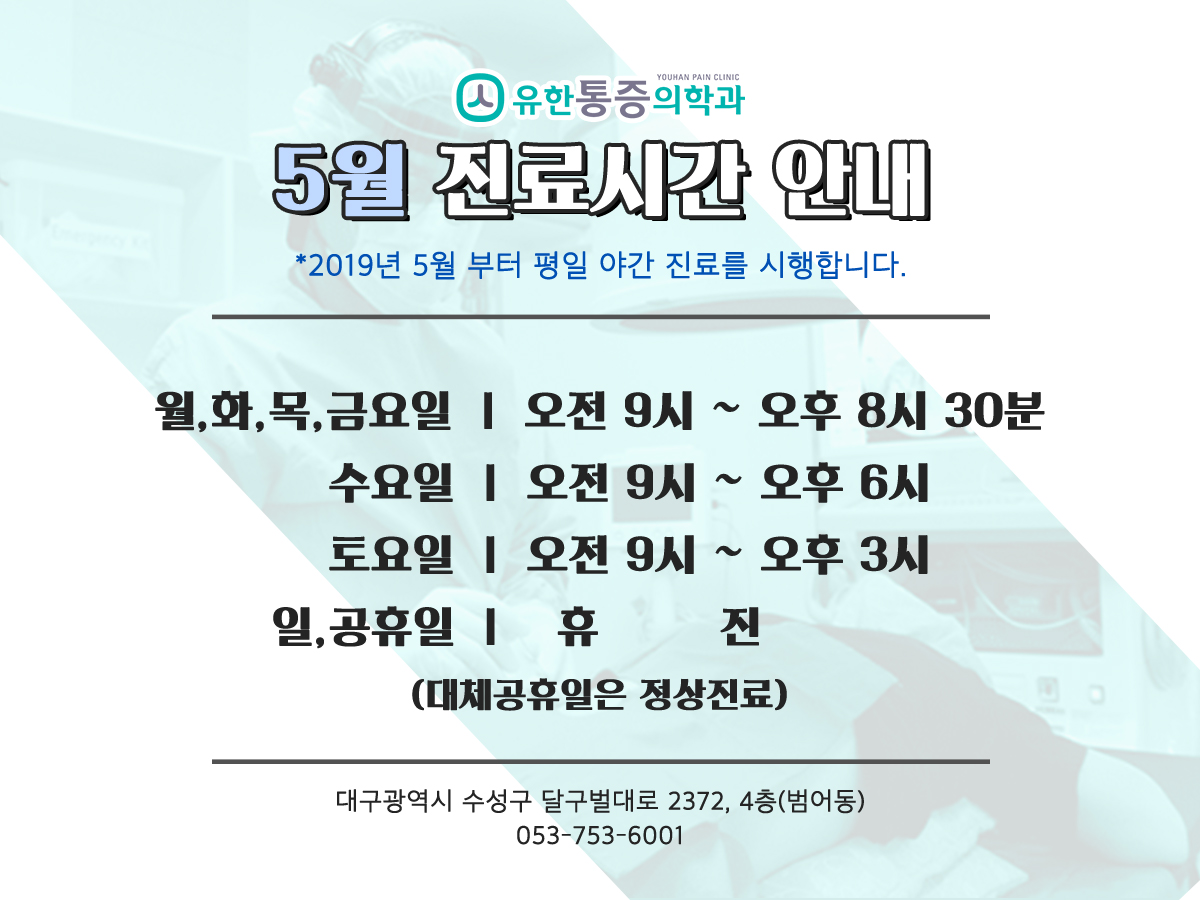 YOUHAN PAIN CLINIC
유한통증의학과
5월 진료시간 안내
*2019년 5월 부터 평일 야간 진료를 시행합니다.
월,화,목,금요일 | 오전 9시 ~ 오후 8시 30분
수요일 | 오전 9시 ~ 오후 6시
토요일 | 오전 9시 ~ 오후 3시
일,공휴일 | 휴 진
(대체공휴일은 정상진료)
대구광역시 수성구 달구벌대로 2372, 4층(범어동)
053-753-6001